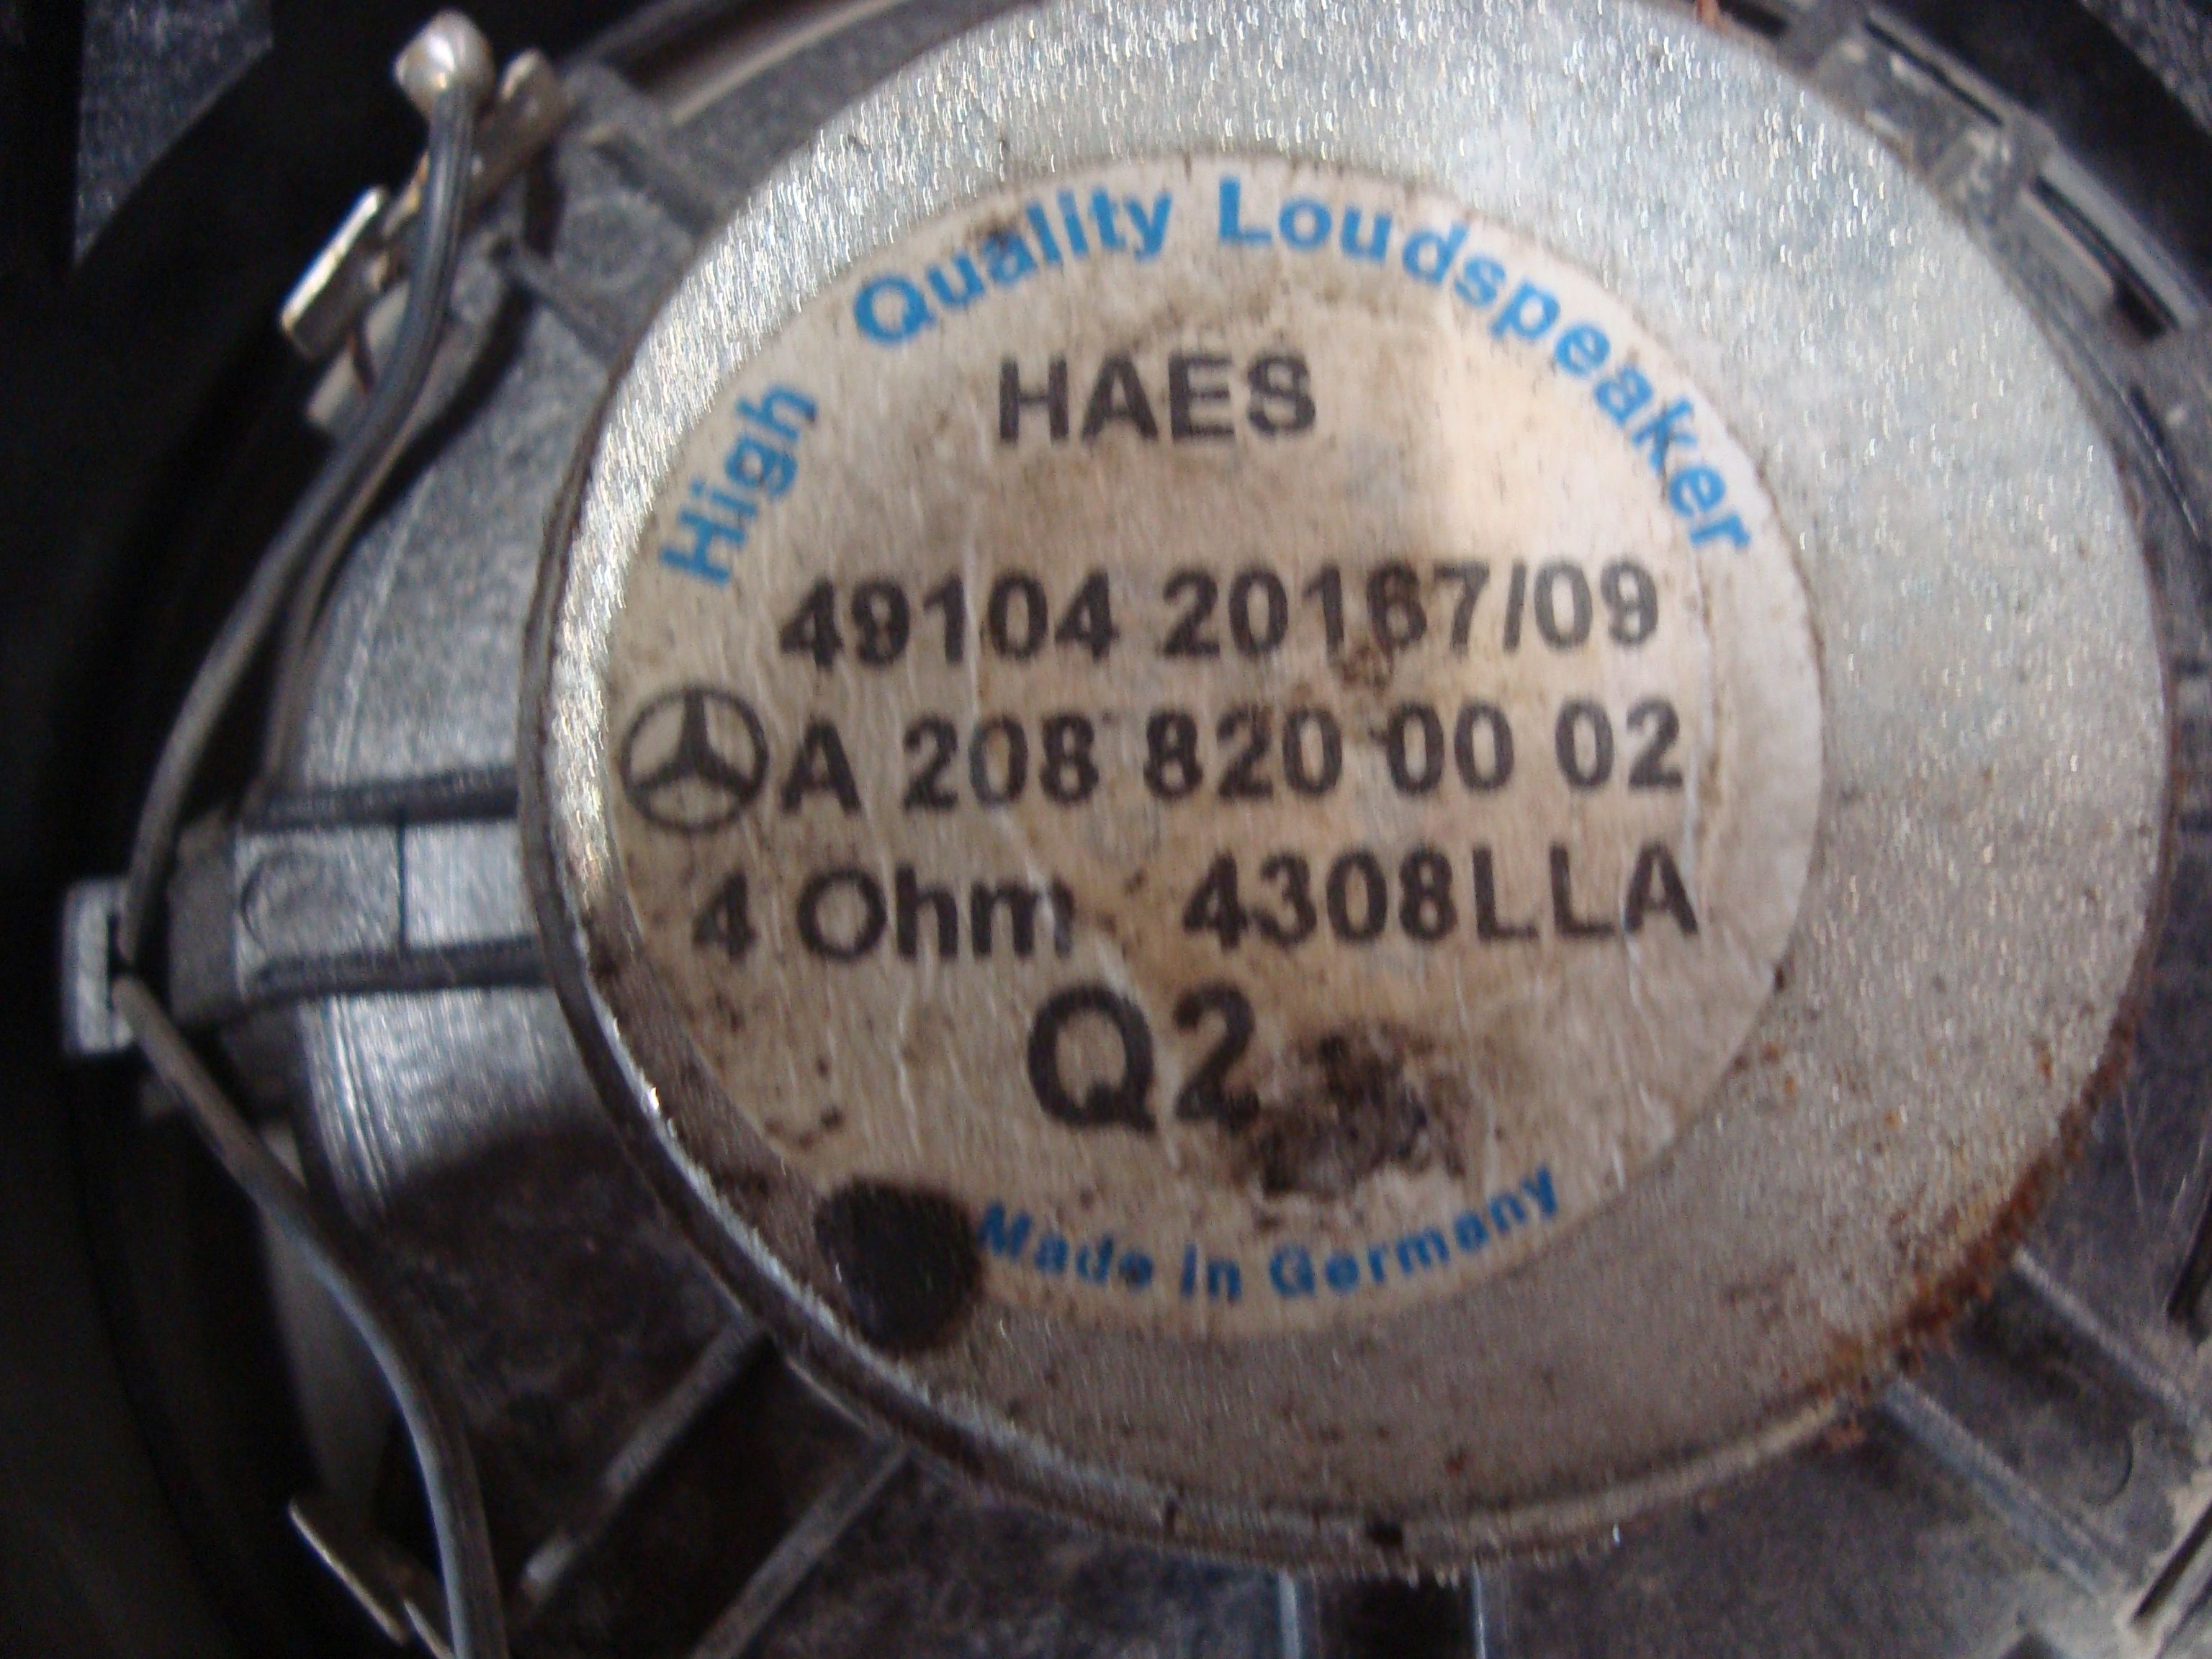 High Quality Loudspeaker
HAES
49104 20167/09
A 208 820 00 02
4 Ohm 4308LLA
Q2
Made in Germany